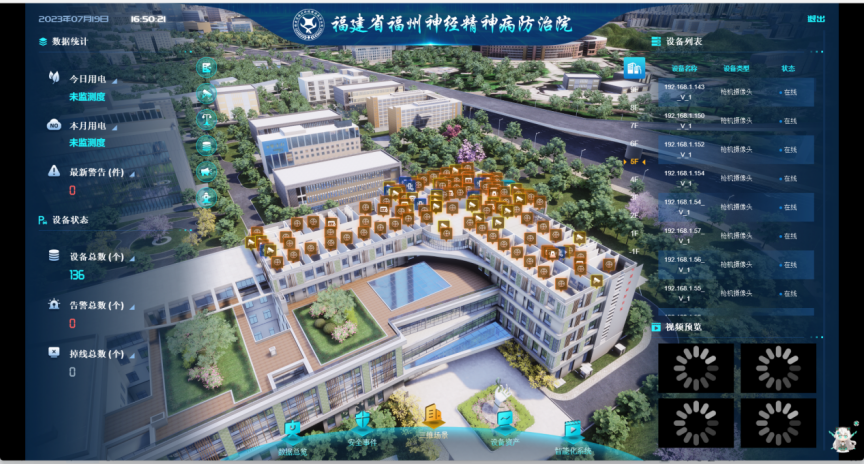 2023年07月19日 16:50:21
福建省福州神经精神病防治院
退出
数据统计
今日用电
未监测度
NO
本月用电
未监测度
最新警告 (件)
0
设备状态
设备总数 (个)
136
告警总数 (个)
0
掉线总数 (个)
0
设备列表
设备名称 设备类型 状态
192.168.1.143_V_1 枪机摄像头 在线
192.168.1.150_V_1 枪机摄像头 在线
192.168.1.152_V_1 枪机摄像头 在线
192.168.1.154_V_1 枪机摄像头 在线
192.168.1.54_V_1 枪机摄像头 在线
192.168.1.57_V_1 枪机摄像头 在线
192.168.1.56_V_1 枪机摄像头 在线
192.168.1.55_V_1 枪机摄像头 在线
7F
5F
4F
2F
1F
视频预览
数据总览
安全事件
三维场景
设备资产
智能化系统